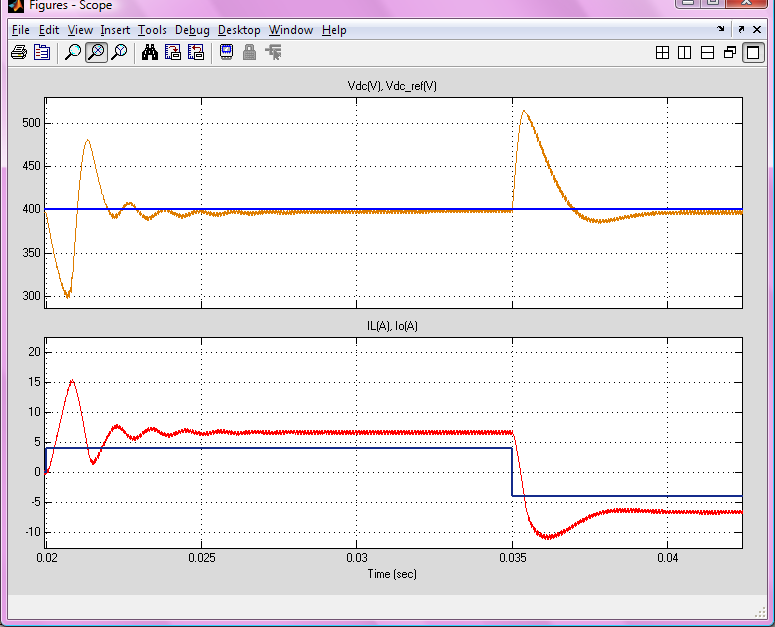 Figures - Scope
File Edit View Insert Tools Debug Desktop Window Help
Vdc(V), Vdc_ref(V)
500
450
400
350
300
IL(A), Io(A)
20
15
10
5
0
-5
-10
0.02 0.025 0.03 0.035 0.04
Time (sec)